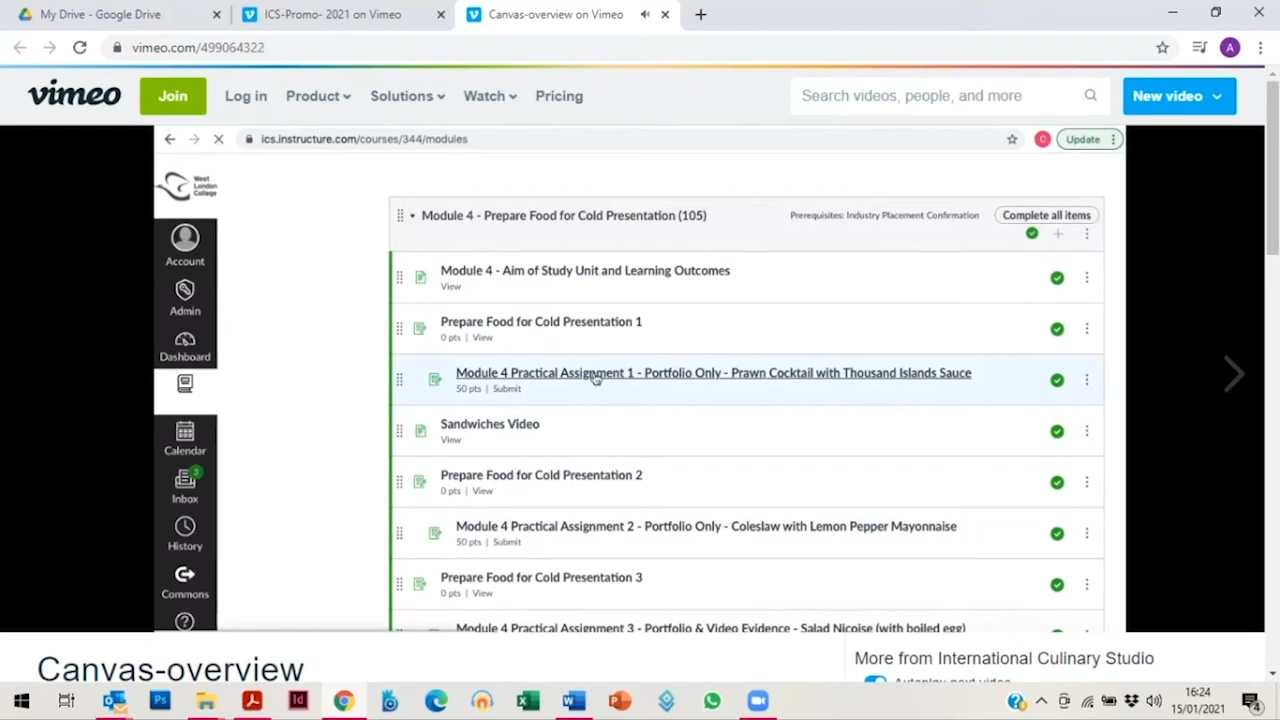 My Drive - Google Drive
ICS-Promo- 2021 on Vimeo
Canvas-overview on Vimeo
vimeo.com/499064322
A
vimeo
Join
Log in
Product
Solutions
Watch
Pricing
Search videos, people, and more
New video
ics.instructure.com/courses/344/modules
C
Update
West
London
College
Account
Admin
Dashboard
Calendar
3
Inbox
History
Commons
Module 4 - Prepare Food for Cold Presentation (105)
Prerequisites: Industry Placement Confirmation
Complete all items
Module 4 - Aim of Study Unit and Learning Outcomes
View
Prepare Food for Cold Presentation 1
0 pts | View
Module 4 Practical Assignment 1 - Portfolio Only - Prawn Cocktail with Thousand Islands Sauce
50 pts | Submit
Sandwiches Video
View
Prepare Food for Cold Presentation 2
0 pts | View
Module 4 Practical Assignment 2 - Portfolio Only - Coleslaw with Lemon Pepper Mayonnaise
50 pts | Submit
Prepare Food for Cold Presentation 3
0 pts | View
Module 4 Practical Assignment 3 - Portfolio & Video Evidence - Salad Nicoise (with boiled egg)
Canvas-overview
More from International Culinary Studio
Autoplay next video
Ps
Id
16:24
15/01/2021
4